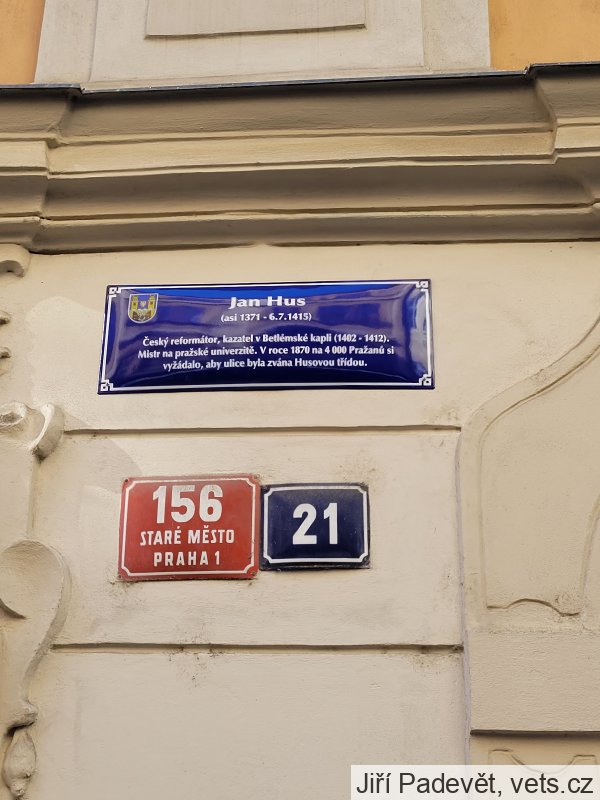 Jan Hus
(asi 1371 - 6.7.1415)
Český reformátor, kazatel v Betlémské kapli (1402 - 1412).
Mistr na pražské univerzitě. V roce 1870 na 4 000 Pražanů si
vyžádalo, aby ulice byla zvána Husovou třídou.
156
STARÉ MĚSTO
PRAHA 1
21
Jiří Padevět, vets.cz